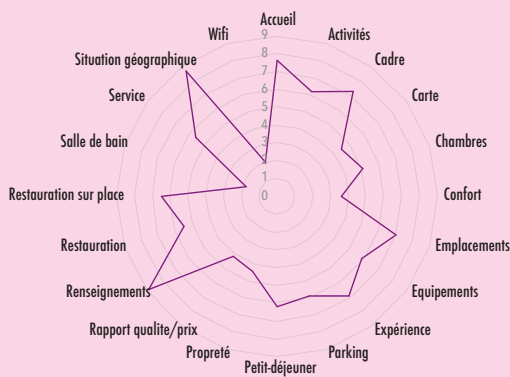 Accueil
Activités
Cadre
Carte
Chambres
Confort
Emplacements
Equipements
Expérience
Parking
Petit-déjeuner
Propreté
Rapport qualite/prix
Renseignements
Restauration
Restauration sur place
Salle de bain
Service
Situation géographique
Wifi
9
8
7
6
5
4
3
2
1
0